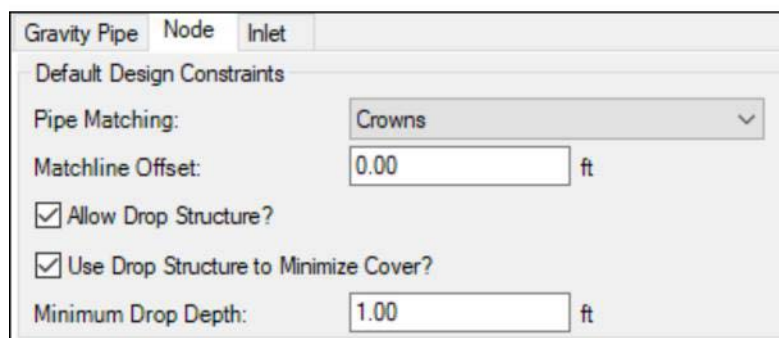 Gravity Pipe Node Inlet
Default Design Constraints
Pipe Matching: Crowns
Matchline Offset: 0.00 ft
Allow Drop Structure?
Use Drop Structure to Minimize Cover?
Minimum Drop Depth: 1.00 ft